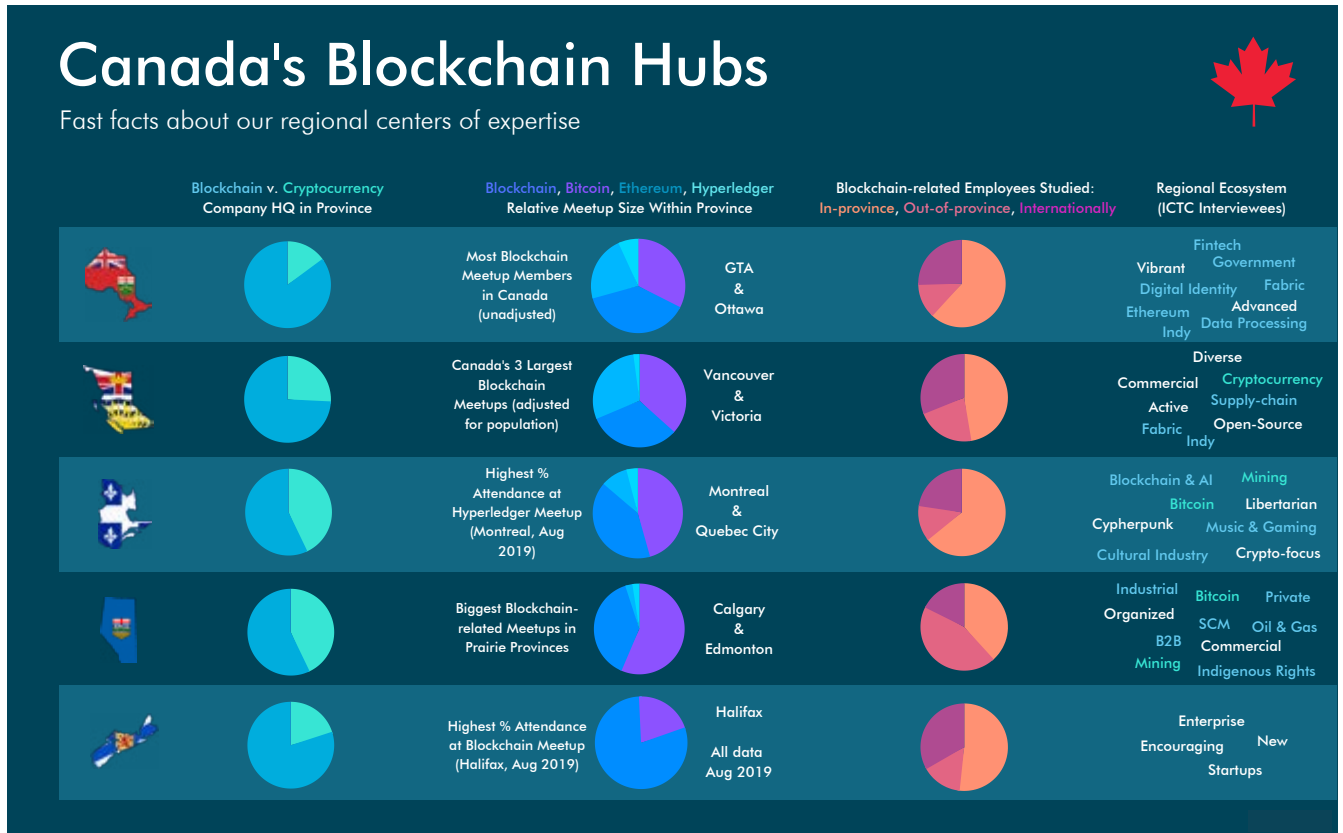 Canada's Blockchain Hubs
Fast facts about our regional centers of expertise
Blockchain v. Cryptocurrency
Company HQ in Province
Blockchain, Bitcoin, Ethereum, Hyperledger
Relative Meetup Size Within Province
Blockchain-related Employees Studied:
In-province, Out-of-province, Internationally
Regional Ecosystem
(ICTC Interviewees)
Most Blockchain
Meetup Members
in Canada
(unadjusted)
GTA
&
Ottawa
Fintech
Government
Vibrant
Fabric
Digital Identity
Advanced
Ethereum
Data Processing
Indy
Canada's 3 Largest
Blockchain
Meetups (adjusted
for population)
Vancouver
&
Victoria
Diverse
Cryptocurrency
Commercial
Supply-chain
Active
Open-Source
Fabric
Indy
Highest %
Attendance at
Hyperledger Meetup
(Montreal, Aug
2019)
Montreal
&
Quebec City
Blockchain & AI
Mining
Bitcoin
Libertarian
Cypherpunk
Music & Gaming
Cultural Industry
Crypto-focus
Biggest Blockchain-
related Meetups in
Prairie Provinces
Calgary
&
Edmonton
Industrial
Bitcoin
Private
Organized
SCM
Oil & Gas
B2B
Commercial
Mining
Indigenous Rights
Highest % Attendance
at Blockchain Meetup
(Halifax, Aug 2019)
Halifax
All data
Aug 2019
Enterprise
Encouraging
New
Startups